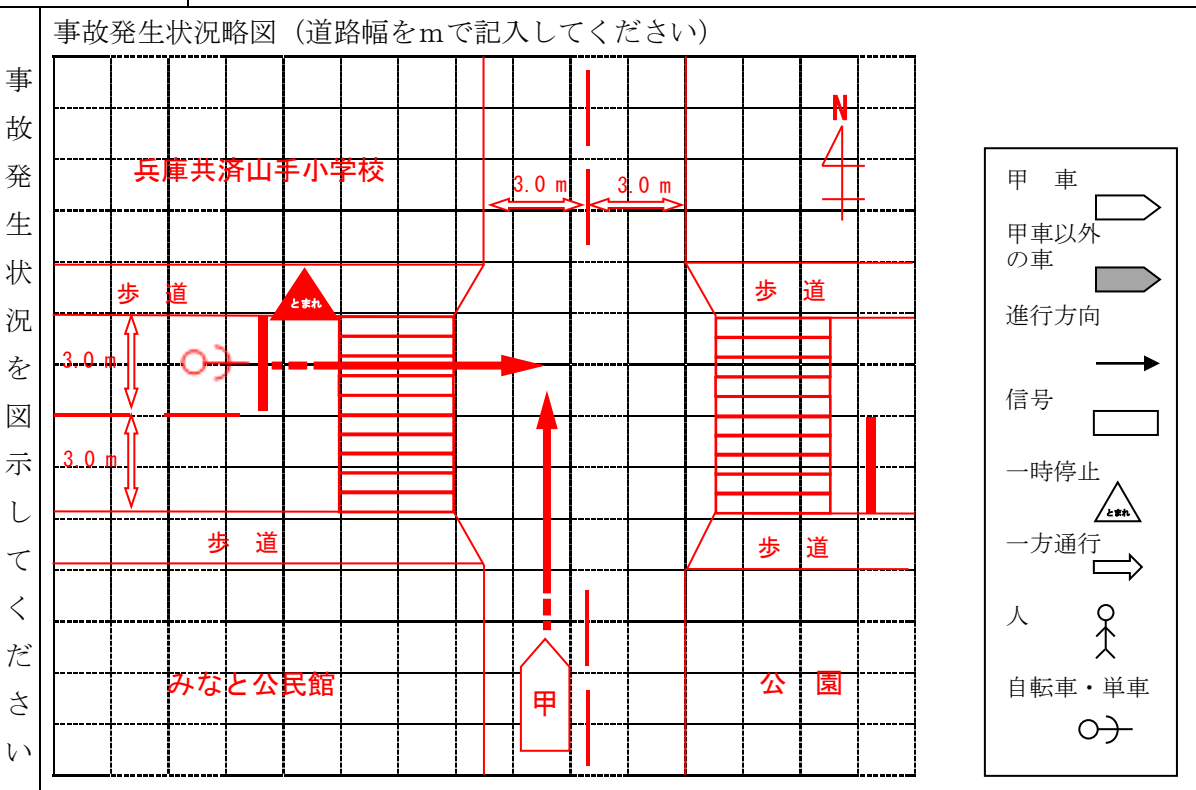 事故発生状況略図（道路幅をｍで記入してください）
事故発生状況を図示してください
N
兵庫共済山手小学校
3.0 m
3.0 m
歩 道
とまれ
歩 道
3.0 m
3.0 m
歩 道
歩 道
みなと公民館
甲
公 園
甲 車
甲車以外
の車
進行方向
信号
一時停止
とまれ
一方通行
人
自転車・単車